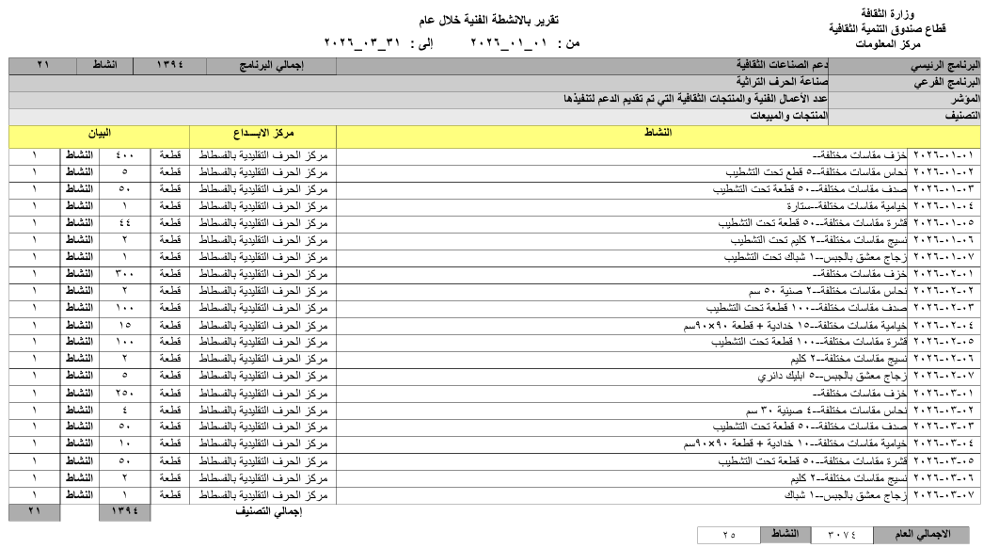 وزارة الثقافة
قطاع صندوق التنمية الثقافية
مركز المعلومات
تقرير بالانشطة الفنية خلال عام
من : ٠١_٠١_٢٠٢٦ إلى : ٣١_٠٣_٢٠٢٦
البرنامج الرئيسي دعم الصناعات الثقافية إجمالي البرنامج ١٣٩٤ انشاط ٢١
البرنامج الفرعي صناعة الحرف التراثية
المؤشر عدد الأعمال الفنية والمنتجات الثقافية التي تم تقديم الدعم لتنفيذها
التصنيف المنتجات والمبيعات
النشاط مركز الابـــداع البيان
٢٠٢٦-٠١-٠١ خزف مقاسات مختلفة-- مركز الحرف التقليدية بالفسطاط قطعة ٤٠٠ النشاط ١
٢٠٢٦-٠١-٠٢ نحاس مقاسات مختلفة--٥ قطع تحت التشطيب مركز الحرف التقليدية بالفسطاط قطعة ٥ النشاط ١
٢٠٢٦-٠١-٠٣ صدف مقاسات مختلفة--٥٠ قطعة تحت التشطيب مركز الحرف التقليدية بالفسطاط قطعة ٥٠ النشاط ١
٢٠٢٦-٠١-٠٤ خيامية مقاسات مختلفة--ستارة مركز الحرف التقليدية بالفسطاط قطعة ١ النشاط ١
٢٠٢٦-٠١-٠٥ قشرة مقاسات مختلفة--٥٠ قطعة تحت التشطيب مركز الحرف التقليدية بالفسطاط قطعة ٤٤ النشاط ١
٢٠٢٦-٠١-٠٦ نسيج مقاسات مختلفة--٢ كليم تحت التشطيب مركز الحرف التقليدية بالفسطاط قطعة ٢ النشاط ١
٢٠٢٦-٠١-٠٧ زجاج معشق بالجبس--١ شباك تحت التشطيب مركز الحرف التقليدية بالفسطاط قطعة ١ النشاط ١
٢٠٢٦-٠٢-٠١ خزف مقاسات مختلفة-- مركز الحرف التقليدية بالفسطاط قطعة ٣٠٠ النشاط ١
٢٠٢٦-٠٢-٠٢ نحاس مقاسات مختلفة--٢ صنية ٥٠ سم مركز الحرف التقليدية بالفسطاط قطعة ٢ النشاط ١
٢٠٢٦-٠٢-٠٣ صدف مقاسات مختلفة--١٠٠ قطعة تحت التشطيب مركز الحرف التقليدية بالفسطاط قطعة ١٠٠ النشاط ١
٢٠٢٦-٠٢-٠٤ خيامية مقاسات مختلفة--١٥ خدادية + قطعة ٩٠×٩٠سم مركز الحرف التقليدية بالفسطاط قطعة ١٥ النشاط ١
٢٠٢٦-٠٢-٠٥ قشرة مقاسات مختلفة--١٠٠ قطعة تحت التشطيب مركز الحرف التقليدية بالفسطاط قطعة ١٠٠ النشاط ١
٢٠٢٦-٠٢-٠٦ نسيج مقاسات مختلفة--٢ كليم مركز الحرف التقليدية بالفسطاط قطعة ٢ النشاط ١
٢٠٢٦-٠٢-٠٧ زجاج معشق بالجبس--٥ ابليك دائري مركز الحرف التقليدية بالفسطاط قطعة ٥ النشاط ١
٢٠٢٦-٠٣-٠١ خزف مقاسات مختلفة-- مركز الحرف التقليدية بالفسطاط قطعة ٢٥٠ النشاط ١
٢٠٢٦-٠٣-٠٢ نحاس مقاسات مختلفة--٤ صينية ٣٠ سم مركز الحرف التقليدية بالفسطاط قطعة ٤ النشاط ١
٢٠٢٦-٠٣-٠٣ صدف مقاسات مختلفة--٥٠ قطعة تحت التشطيب مركز الحرف التقليدية بالفسطاط قطعة ٥٠ النشاط ١
٢٠٢٦-٠٣-٠٤ خيامية مقاسات مختلفة--١٠ خدادية + قطعة ٩٠×٩٠سم مركز الحرف التقليدية بالفسطاط قطعة ١٠ النشاط ١
٢٠٢٦-٠٣-٠٥ قشرة مقاسات مختلفة--٥٠ قطعة تحت التشطيب مركز الحرف التقليدية بالفسطاط قطعة ٥٠ النشاط ١
٢٠٢٦-٠٣-٠٦ نسيج مقاسات مختلفة--٢ كليم مركز الحرف التقليدية بالفسطاط قطعة ٢ النشاط ١
٢٠٢٦-٠٣-٠٧ زجاج معشق بالجبس--١ شباك مركز الحرف التقليدية بالفسطاط قطعة ١ النشاط ١
إجمالي التصنيف ١٣٩٤ ٢١
الاجمالي العام ٣٠٧٤ النشاط ٢٥